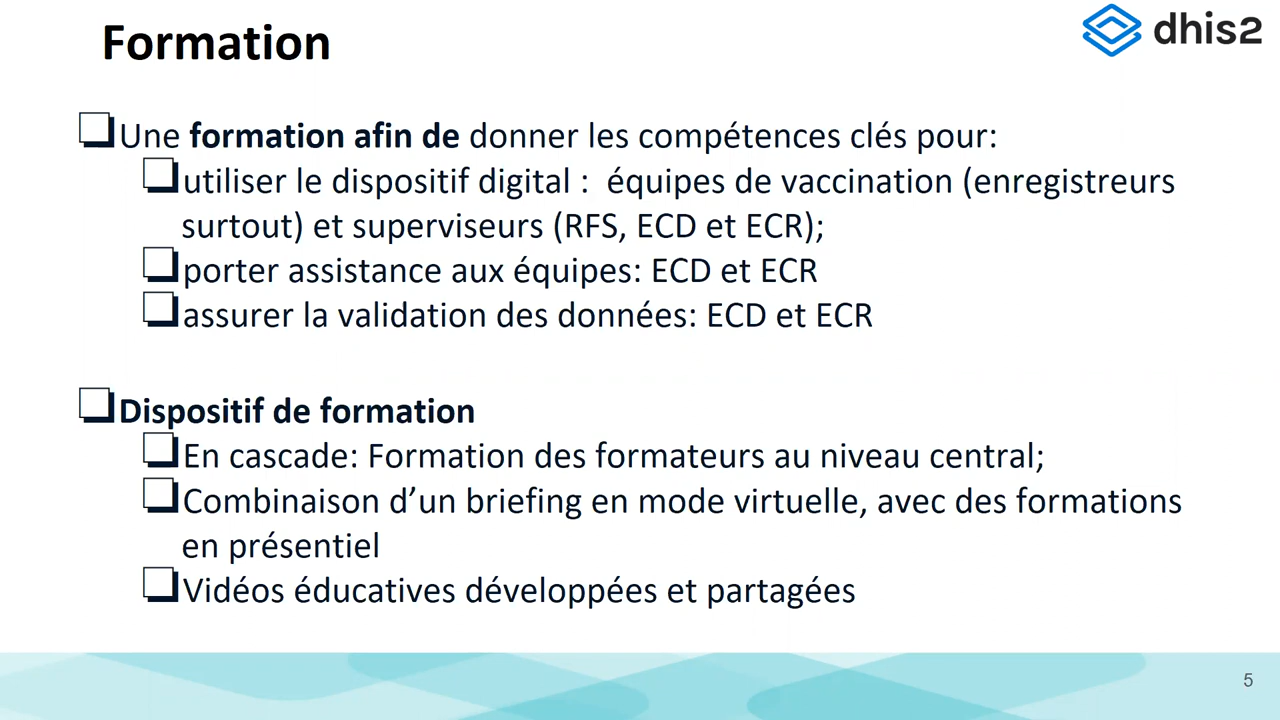 Formation
dhis2
Une formation afin de donner les compétences clés pour:
utiliser le dispositif digital : équipes de vaccination (enregistreurs
surtout) et superviseurs (RFS, ECD et ECR);
porter assistance aux équipes: ECD et ECR
assurer la validation des données: ECD et ECR
Dispositif de formation
En cascade: Formation des formateurs au niveau central;
Combinaison d’un briefing en mode virtuelle, avec des formations
en présentiel
Vidéos éducatives développées et partagées
5